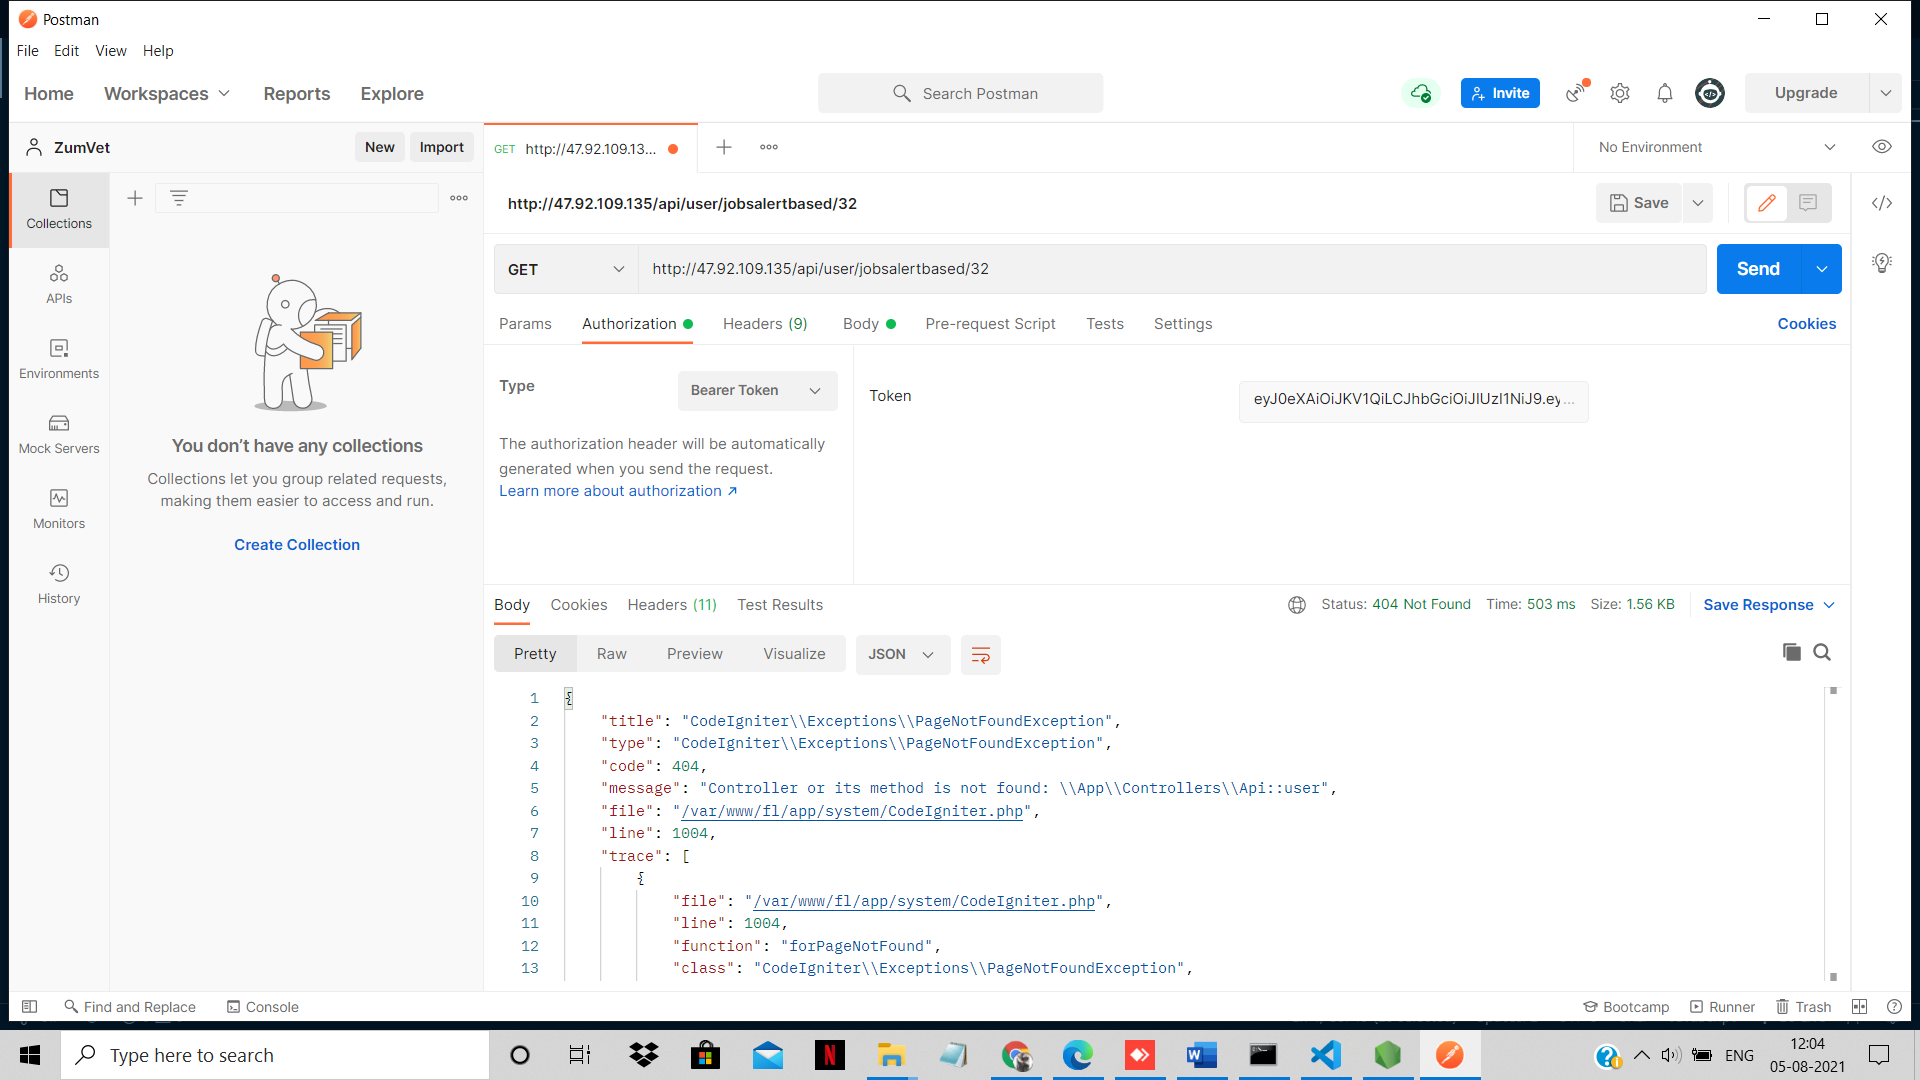 Postman
File Edit View Help
Home Workspaces Reports Explore Search Postman Invite Upgrade
ZumVet New Import GET http://47.92.109.13... No Environment
Collections
http://47.92.109.135/api/user/jobsalertbased/32 Save
GET http://47.92.109.135/api/user/jobsalertbased/32 Send
APIs
Params Authorization Headers (9) Body Pre-request Script Tests Settings Cookies
Environments
Type Bearer Token Token eyJ0eXAiOiJKV1QiLCJhbGciOiJIUzI1NiJ9.ey...
Mock Servers
You don't have any collections
The authorization header will be automatically
generated when you send the request.
Learn more about authorization ↗
Collections let you group related requests,
making them easier to access and run.
Monitors
Create Collection
History
Body Cookies Headers (11) Test Results Status: 404 Not Found Time: 503 ms Size: 1.56 KB Save Response
Pretty Raw Preview Visualize JSON
1 {
2 "title": "CodeIgniter\\Exceptions\\PageNotFoundException",
3 "type": "CodeIgniter\\Exceptions\\PageNotFoundException",
4 "code": 404,
5 "message": "Controller or its method is not found: \\App\\Controllers\\Api::user",
6 "file": "/var/www/fl/app/system/CodeIgniter.php",
7 "line": 1004,
8 "trace": [
9 {
10 "file": "/var/www/fl/app/system/CodeIgniter.php",
11 "line": 1004,
12 "function": "forPageNotFound",
13 "class": "CodeIgniter\\Exceptions\\PageNotFoundException",
Find and Replace Console Bootcamp Runner Trash
Type here to search ENG 12:04
05-08-2021